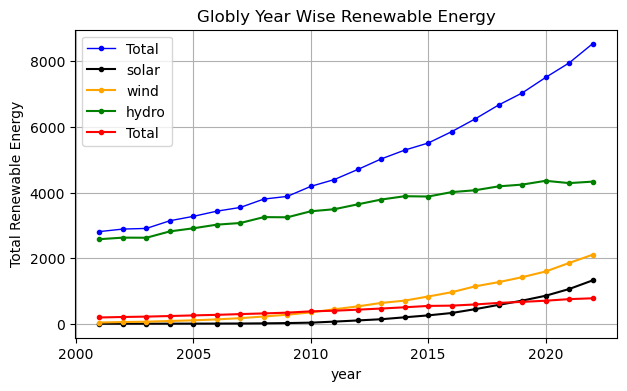 Globly Year Wise Renewable Energy
Total Renewable Energy
8000
6000
4000
2000
0
Total
solar
wind
hydro
Total
2000
2005
2010
2015
2020
year